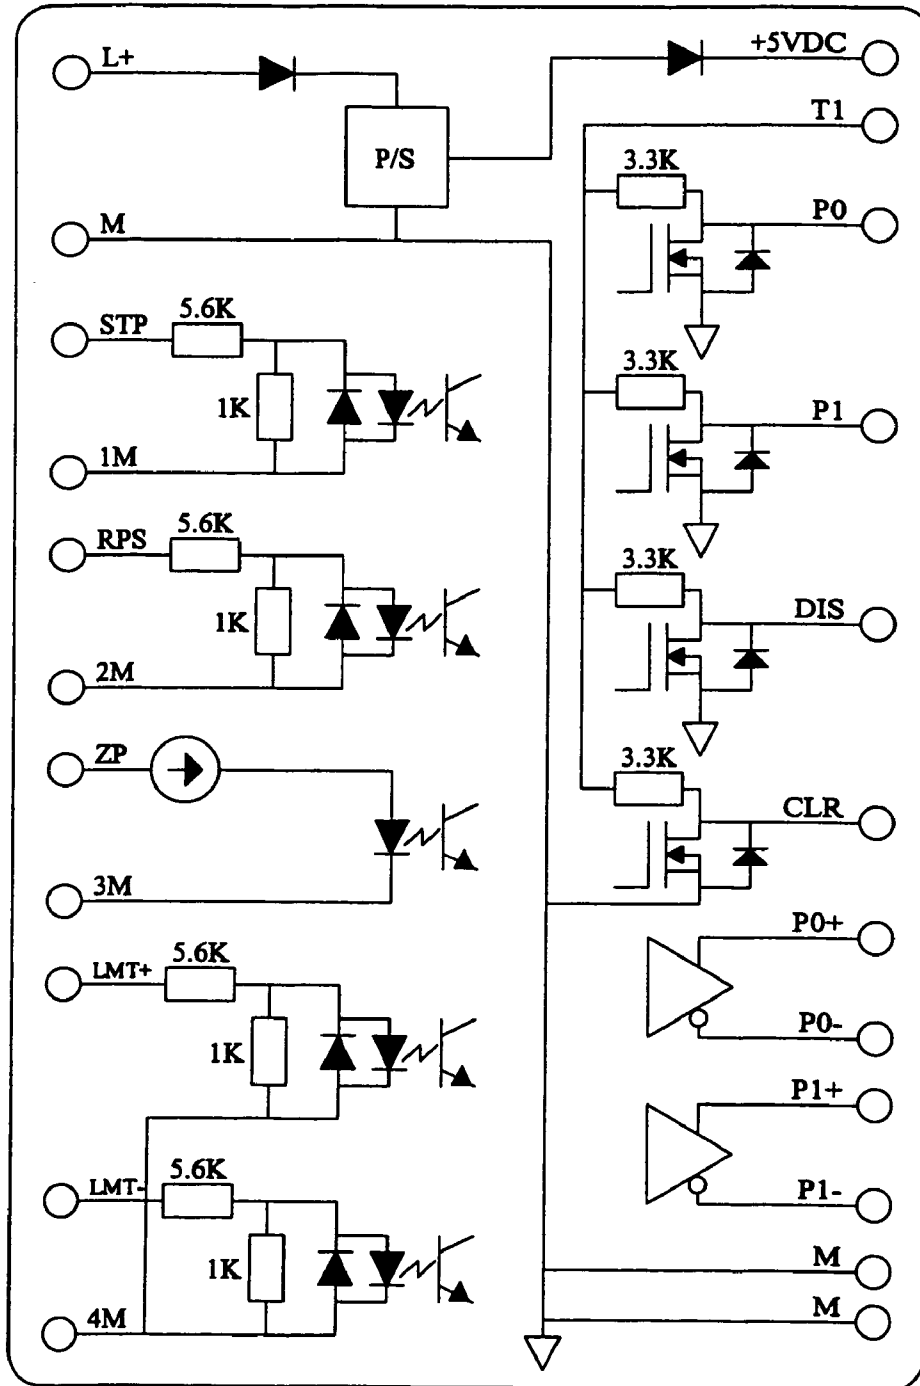 L+
+5VDC
T1
P/S
3.3K
P0
M
STP
5.6K
1K
1M
3.3K
P1
RPS
5.6K
1K
2M
3.3K
DIS
ZP
3M
3.3K
CLR
LMT+
5.6K
1K
P0+
P0-
LMT-
5.6K
1K
4M
P1+
P1-
M
M